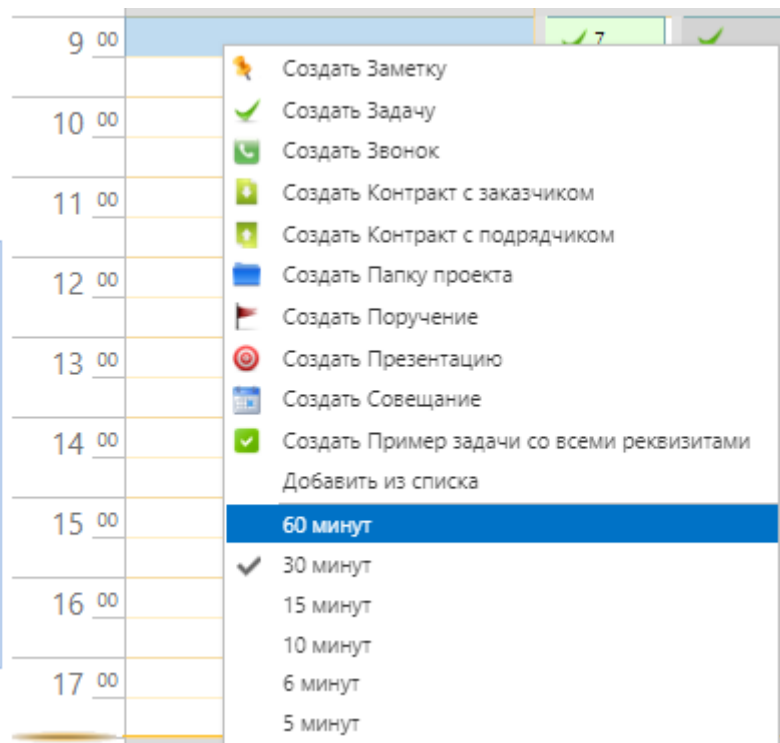 9 00
7
Создать Заметку
10 00
Создать Задачу
Создать Звонок
11 00
Создать Контракт с заказчиком
Создать Контракт с подрядчиком
12 00
Создать Папку проекта
Создать Поручение
13 00
Создать Презентацию
Создать Совещание
14 00
Создать Пример задачи со всеми реквизитами
Добавить из списка
15 00
60 минут
30 минут
16 00
15 минут
10 минут
17 00
6 минут
5 минут